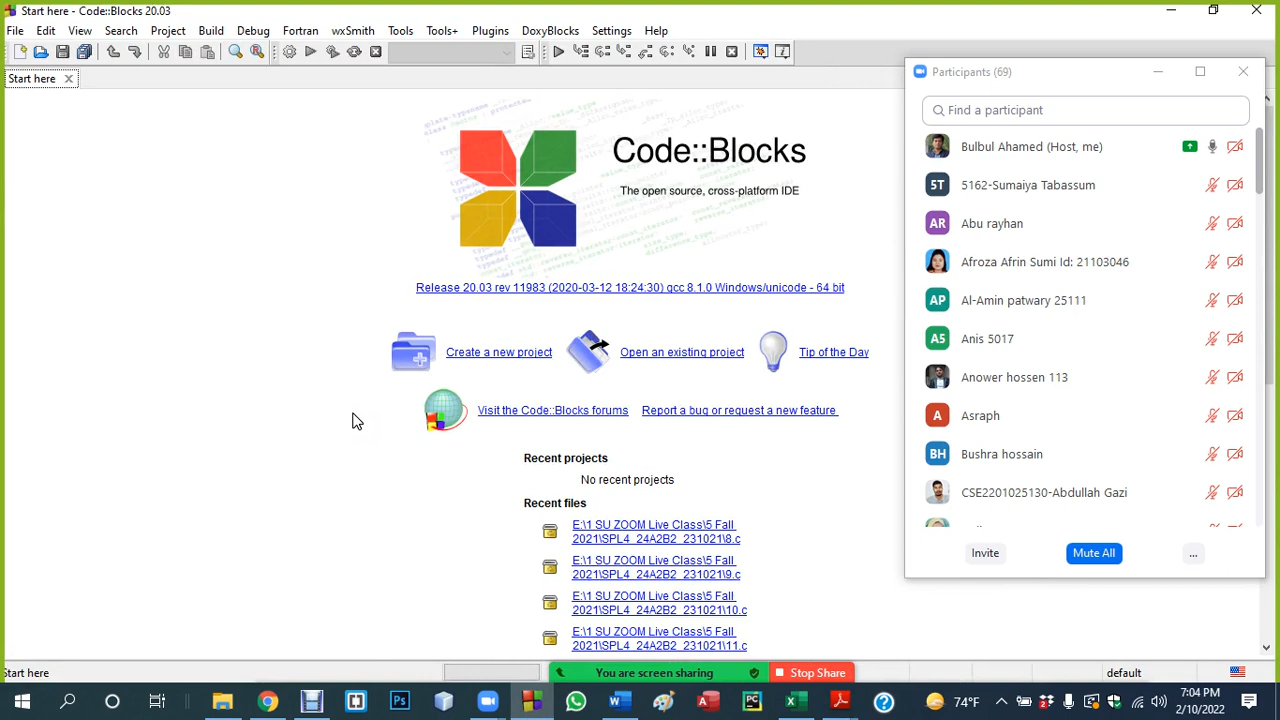 Start here - Code::Blocks 20.03
File Edit View Search Project Build Debug Fortran wxSmith Tools Tools+ Plugins DoxyBlocks Settings Help
Start here
Code::Blocks
The open source, cross-platform IDE
Release 20.03 rev 11983 (2020-03-12 18:24:30) gcc 8.1.0 Windows/unicode - 64 bit
Create a new project Open an existing project Tip of the Day
Visit the Code::Blocks forums Report a bug or request a new feature
Recent projects
No recent projects
Recent files
E:\1 SU ZOOM Live Class\5 Fall
2021\SPL4_24A2B2_231021\8.c
E:\1 SU ZOOM Live Class\5 Fall
2021\SPL4_24A2B2_231021\9.c
E:\1 SU ZOOM Live Class\5 Fall
2021\SPL4_24A2B2_231021\10.c
E:\1 SU ZOOM Live Class\5 Fall
2021\SPL4_24A2B2_231021\11.c
Participants (69)
Find a participant
Bulbul Ahamed (Host, me)
5T 5162-Sumaiya Tabassum
AR Abu rayhan
Afroza Afrin Sumi Id: 21103046
AP Al-Amin patwary 25111
A5 Anis 5017
Anower hossen 113
A Asraph
BH Bushra hossain
CSE2201025130-Abdullah Gazi
Invite Mute All ...
Start here
You are screen sharing Stop Share
default
74°F
7:04 PM
2/10/2022